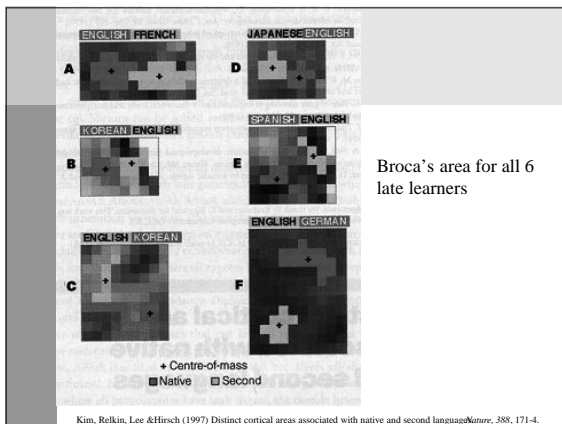 ENGLISH FRENCH
JAPANESE ENGLISH
A
D
KOREAN ENGLISH
SPANISH ENGLISH
B
E
Broca's area for all 6
late learners
ENGLISH KOREAN
ENGLISH GERMAN
C
F
+ Centre-of-mass
Native Second
Kim, Relkin, Lee &Hirsch (1997) Distinct cortical areas associated with native and second languages Nature, 388, 171-4.